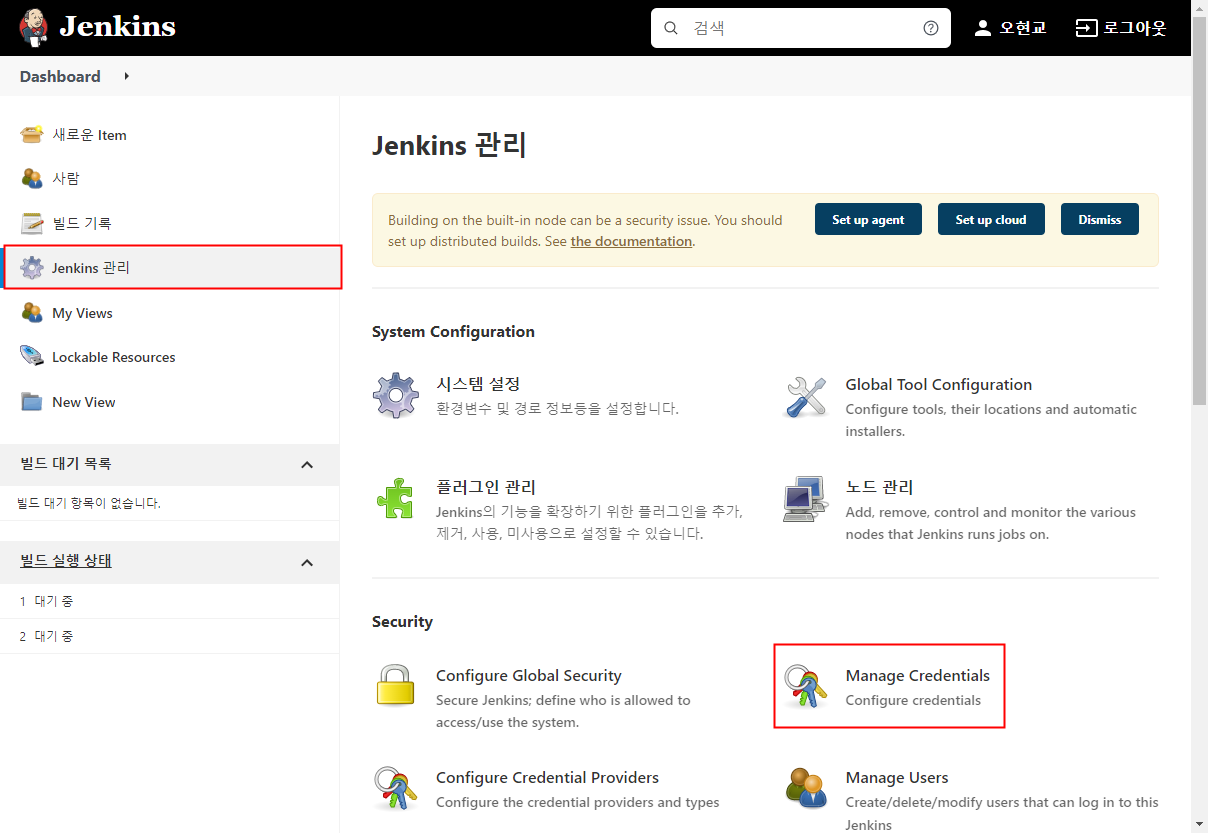 Jenkins
검색
오현교
로그아웃
Dashboard
새로운 Item
사람
빌드 기록
Jenkins 관리
My Views
Lockable Resources
New View
빌드 대기 목록
빌드 대기 항목이 없습니다.
빌드 실행 상태
1 대기 중
2 대기 중
Jenkins 관리
Building on the built-in node can be a security issue. You should
set up distributed builds. See the documentation.
Set up agent
Set up cloud
Dismiss
System Configuration
시스템 설정
환경변수 및 경로 정보등을 설정합니다.
Global Tool Configuration
Configure tools, their locations and automatic
installers.
플러그인 관리
Jenkins의 기능을 확장하기 위한 플러그인을 추가,
제거, 사용, 미사용으로 설정할 수 있습니다.
노드 관리
Add, remove, control and monitor the various
nodes that Jenkins runs jobs on.
Security
Configure Global Security
Secure Jenkins; define who is allowed to
access/use the system.
Manage Credentials
Configure credentials
Configure Credential Providers
Configure the credential providers and types
Manage Users
Create/delete/modify users that can log in to this
Jenkins